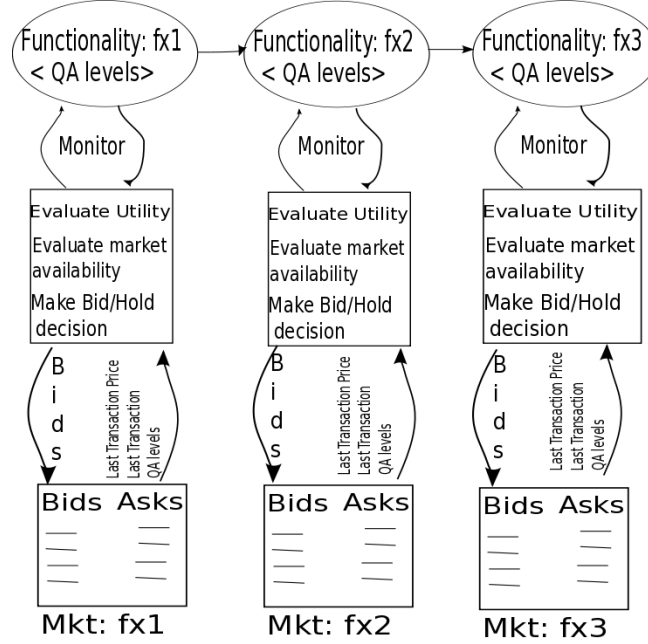 Functionality: fx1
< QA levels>
Monitor
Evaluate Utility
Evaluate market
availability
Make Bid/Hold
decision
Bids
Last Transaction Price
Last Transaction
QA levels
Bids Asks
Mkt: fx1
Functionality: fx2
< QA levels>
Monitor
Evaluate Utility
Evaluate market
availability
Make Bid/Hold
decision
Bids
Last Transaction Price
Last Transaction
QA levels
Bids Asks
Mkt: fx2
Functionality: fx3
< QA levels>
Monitor
Evaluate Utility
Evaluate market
availability
Make Bid/Hold
decision
Bids
Last Transaction Price
Last Transaction
QA levels
Bids Asks
Mkt: fx3